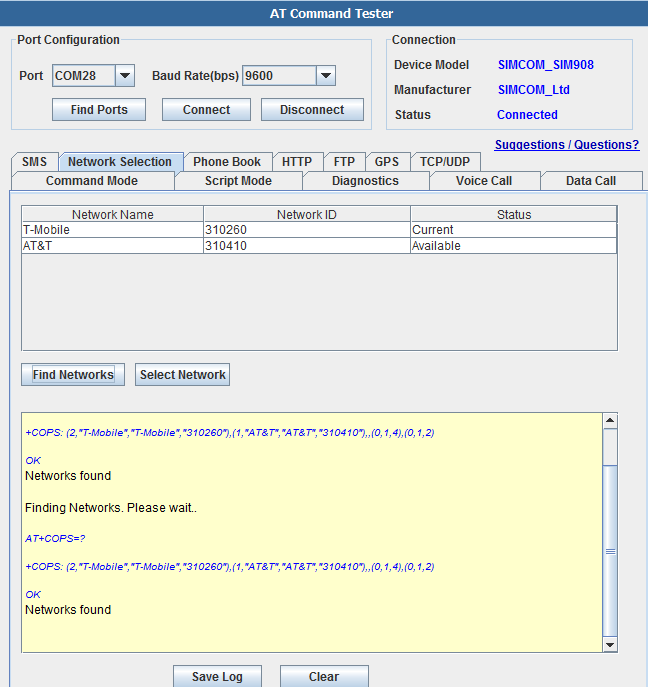 AT Command Tester
Port Configuration
Port COM28 Baud Rate(bps) 9600
Find Ports Connect Disconnect
Connection
Device Model SIMCOM_SIM908
Manufacturer SIMCOM_Ltd
Status Connected
Suggestions / Questions?
SMS Network Selection Phone Book HTTP FTP GPS TCP/UDP
Command Mode Script Mode Diagnostics Voice Call Data Call
Network Name Network ID Status
T-Mobile 310260 Current
AT&T 310410 Available
Find Networks Select Network
+COPS: (2,"T-Mobile","T-Mobile","310260"),(1,"AT&T","AT&T","310410"),,(0,1,4),(0,1,2)
OK
Networks found
Finding Networks. Please wait..
AT+COPS=?
+COPS: (2,"T-Mobile","T-Mobile","310260"),(1,"AT&T","AT&T","310410"),,(0,1,4),(0,1,2)
OK
Networks found
Save Log Clear